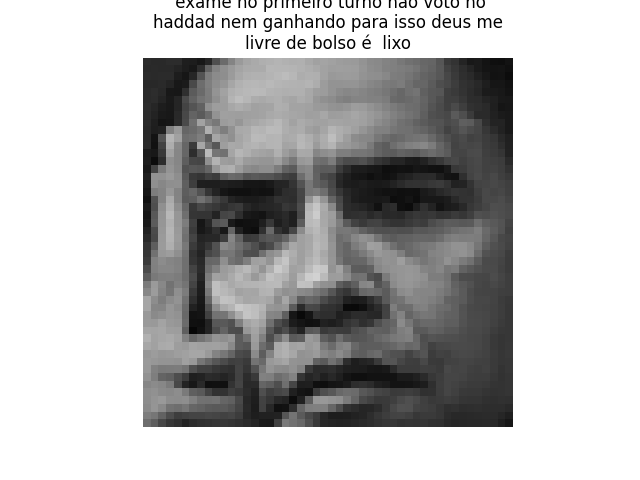 exame no primeiro turno não voto no
haddad nem ganhando para isso deus me
livre de bolso é  lixo